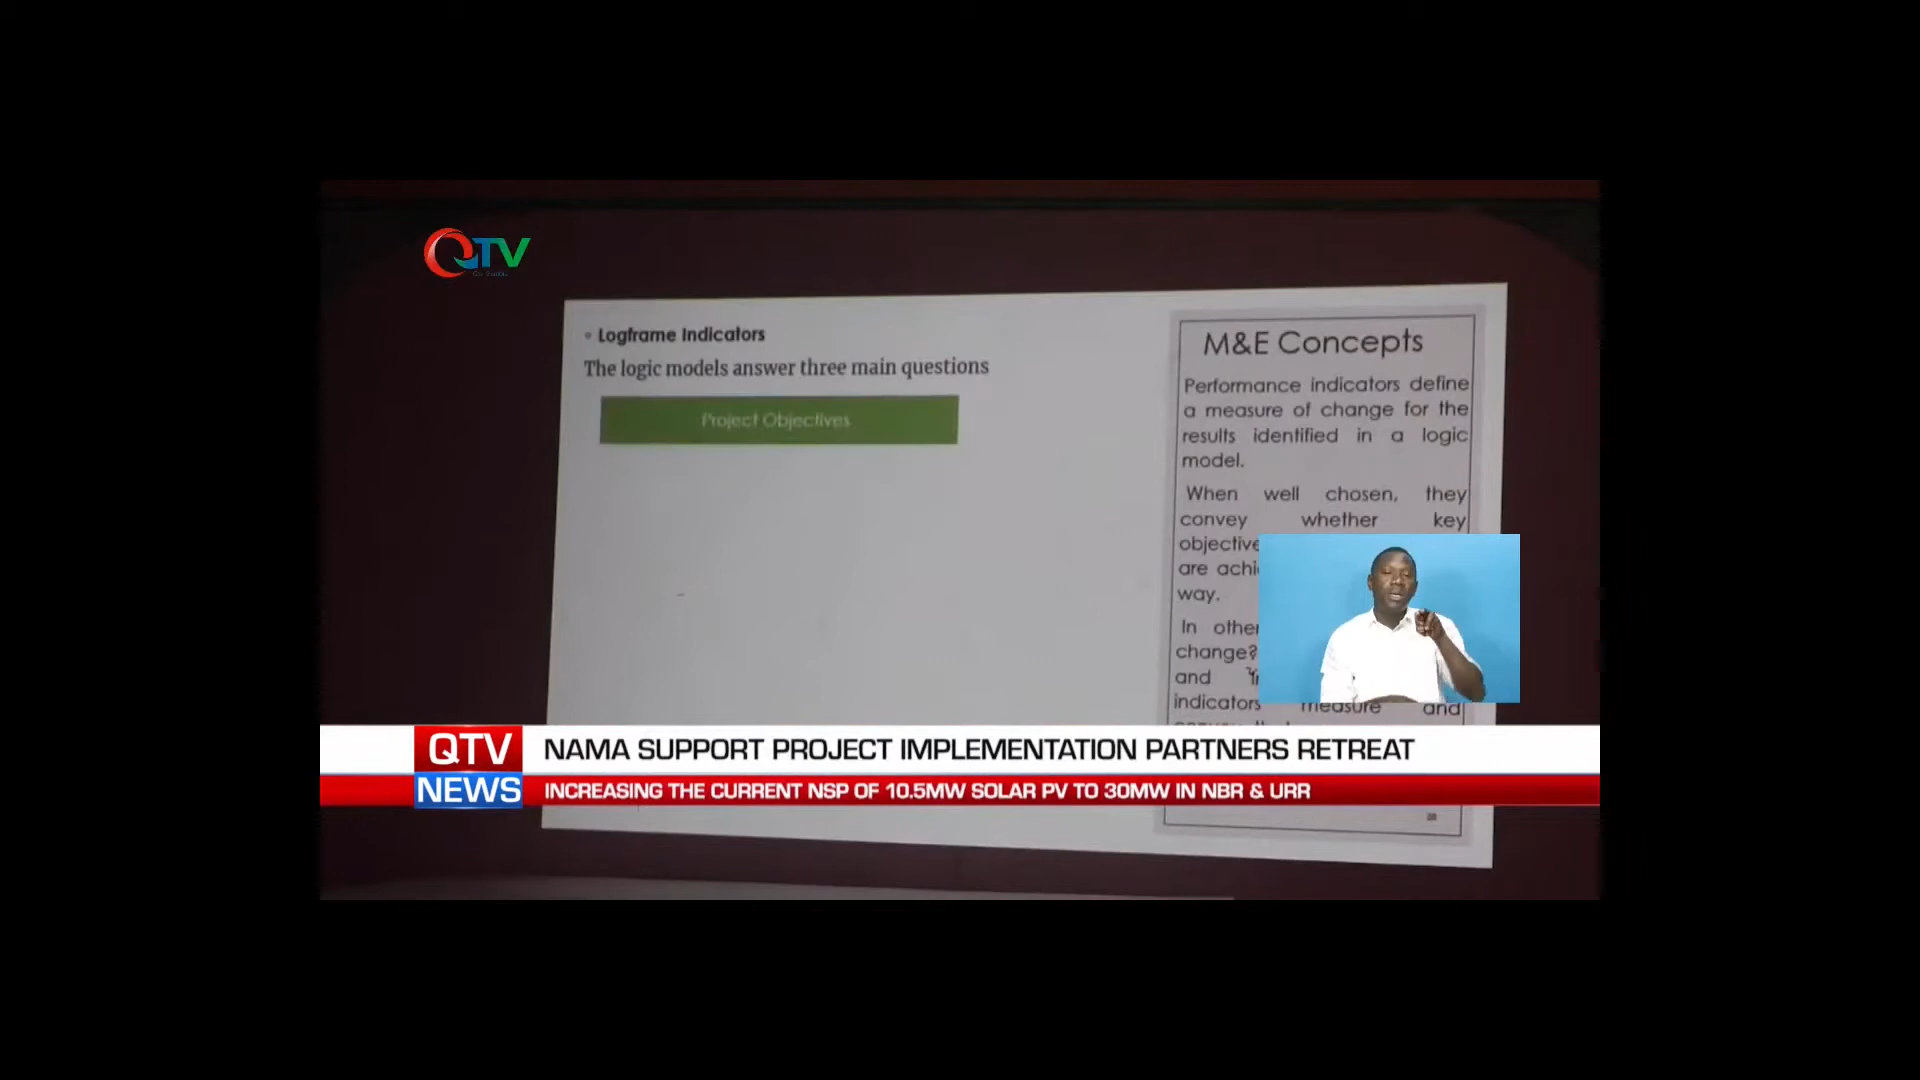 QTV
• Logframe Indicators
The logic models answer three main questions
Project Objectives
M&E Concepts
Performance indicators define
a measure of change for the
results identified in a logic
model.
When well chosen, they
convey whether key
objective
are achi
way.
In other
change?
and
indicators measure and
QTV
NEWS
NAMA SUPPORT PROJECT IMPLEMENTATION PARTNERS RETREAT
INCREASING THE CURRENT NSP OF 10.5MW SOLAR PV TO 30MW IN NBR & URR